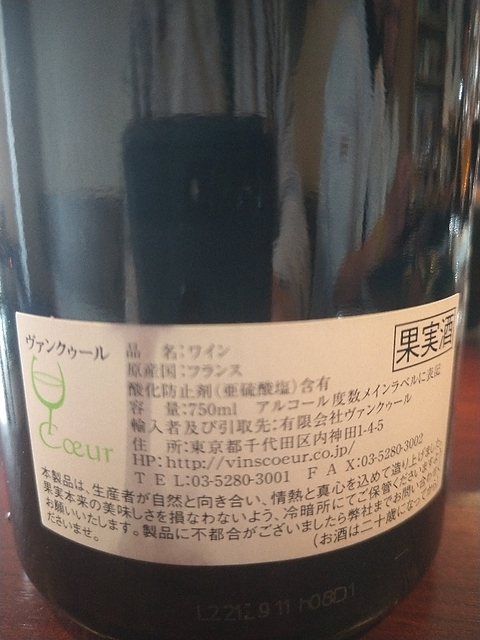 ヴァンクゥール
Cœur
果実酒
品　名：ワイン
原産国：フランス
酸化防止剤（亜硫酸塩）含有
容　量：750ml　アルコール度数メインラベルに表記
輸入者及び引取先：有限会社ヴァンクゥール
住　所：東京都千代田区内神田1-4-5
HP：http://vinscoeur.co.jp/
ＴＥＬ：03-5280-3001　ＦＡＸ：03-5280-3002
本製品は、生産者が自然と向き合い、情熱と真心を込めて造り上げました。
果実本来の美味しさを損なわないよう、冷暗所にてご保管くださいますよう
お願いいたします。製品に不都合がございましたら弊社までお問い合わせ
くださいませ。
（お酒は二十歳になって